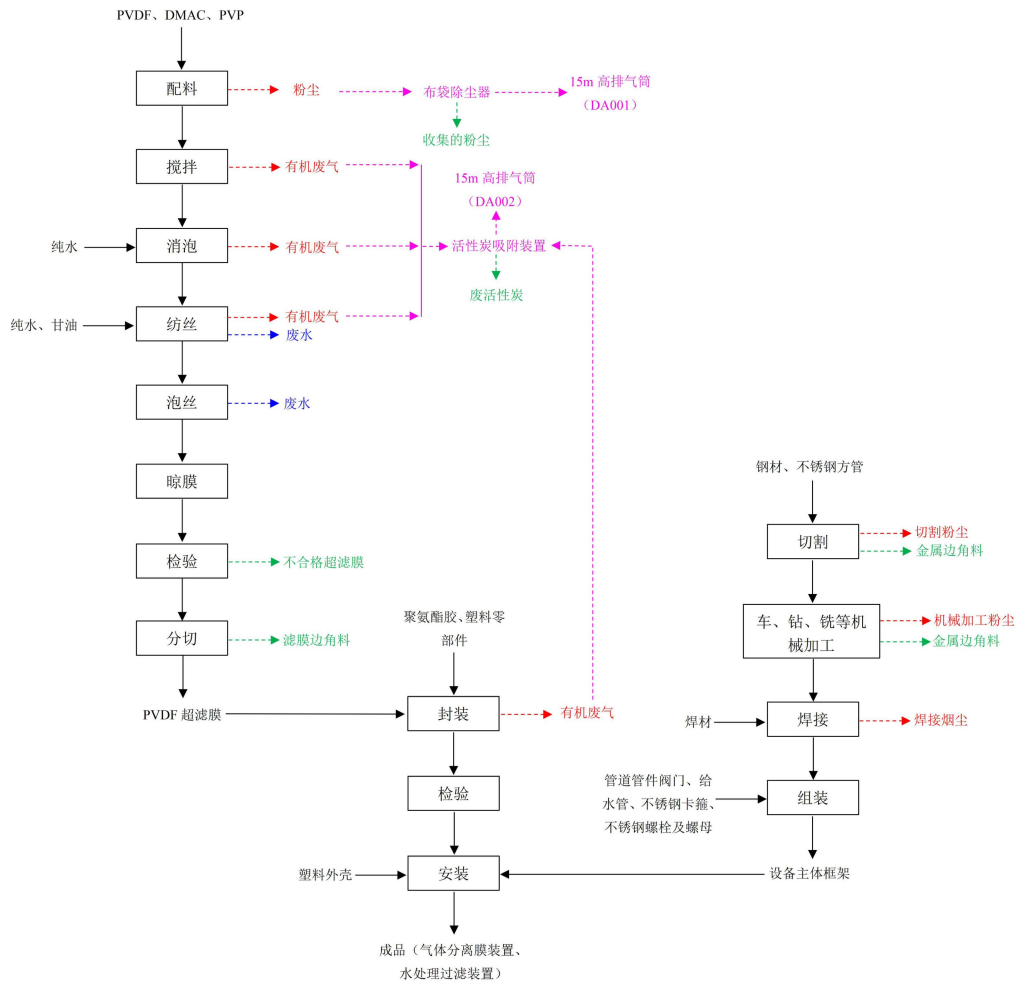 PVDF、DMAC、PVP
配料
粉尘
布袋除尘器
15m 高排气筒
（DA001）
收集的粉尘
搅拌
有机废气
15m 高排气筒
（DA002）
纯水
消泡
有机废气
活性炭吸附装置
废活性炭
纯水、甘油
纺丝
有机废气
废水
泡丝
废水
晾膜
检验
不合格超滤膜
分切
滤膜边角料
PVDF 超滤膜
聚氨酯胶、塑料零
部件
封装
有机废气
检验
塑料外壳
安装
成品（气体分离膜装置、
水处理过滤装置）
钢材、不锈钢方管
切割
切割粉尘
金属边角料
车、钻、铣等机
械加工
机械加工粉尘
金属边角料
焊材
焊接
焊接烟尘
管道管件阀门、给
水管、不锈钢卡箍、
不锈钢螺栓及螺母
组装
设备主体框架